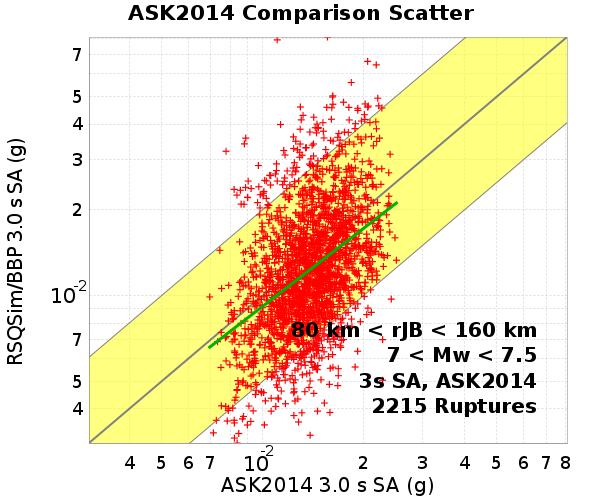 ASK2014 Comparison Scatter
RSQSim/BBP 3.0 s SA (g)
7
5
4
3
2
10-2
7
5
4
80 km < rJB < 160 km
7 < Mw < 7.5
3s SA, ASK2014
2215 Ruptures
4 5 6 7 10-2 2 3 4 5 6 7 8
ASK2014 3.0 s SA (g)